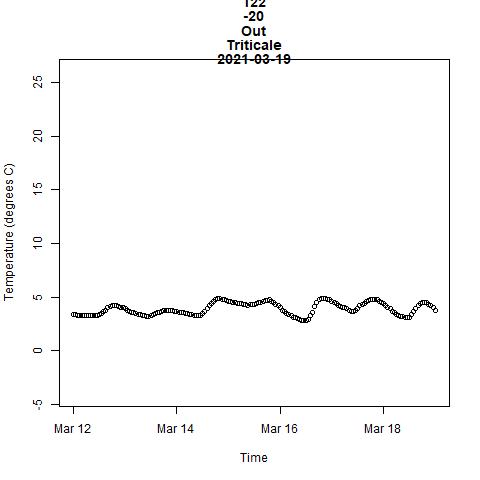 122
-20
Out
Triticale
2021-03-19
Temperature (degrees C)
25
20
15
10
5
0
-5
Mar 12
Mar 14
Mar 16
Mar 18
Time